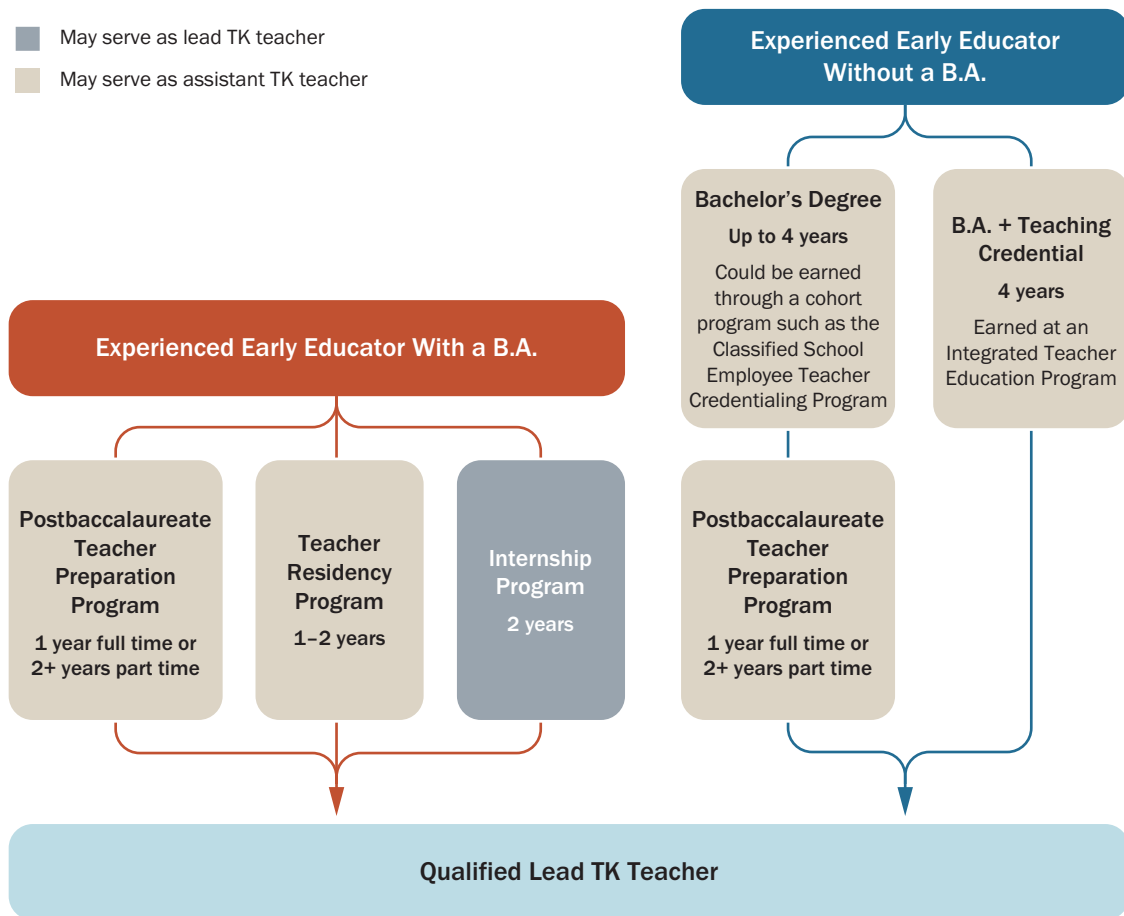 May serve as lead TK teacher
May serve as assistant TK teacher
Experienced Early Educator
Without a B.A.
Bachelor's Degree
Up to 4 years
Could be earned
through a cohort
program such as the
Classified School
Employee Teacher
Credentialing Program
B.A. + Teaching
Credential
4 years
Earned at an
Integrated Teacher
Education Program
Experienced Early Educator With a B.A.
Postbaccalaureate
Teacher
Preparation
Program
1 year full time or
2+ years part time
Teacher
Residency
Program
1–2 years
Internship
Program
2 years
Postbaccalaureate
Teacher
Preparation
Program
1 year full time or
2+ years part time
Qualified Lead TK Teacher